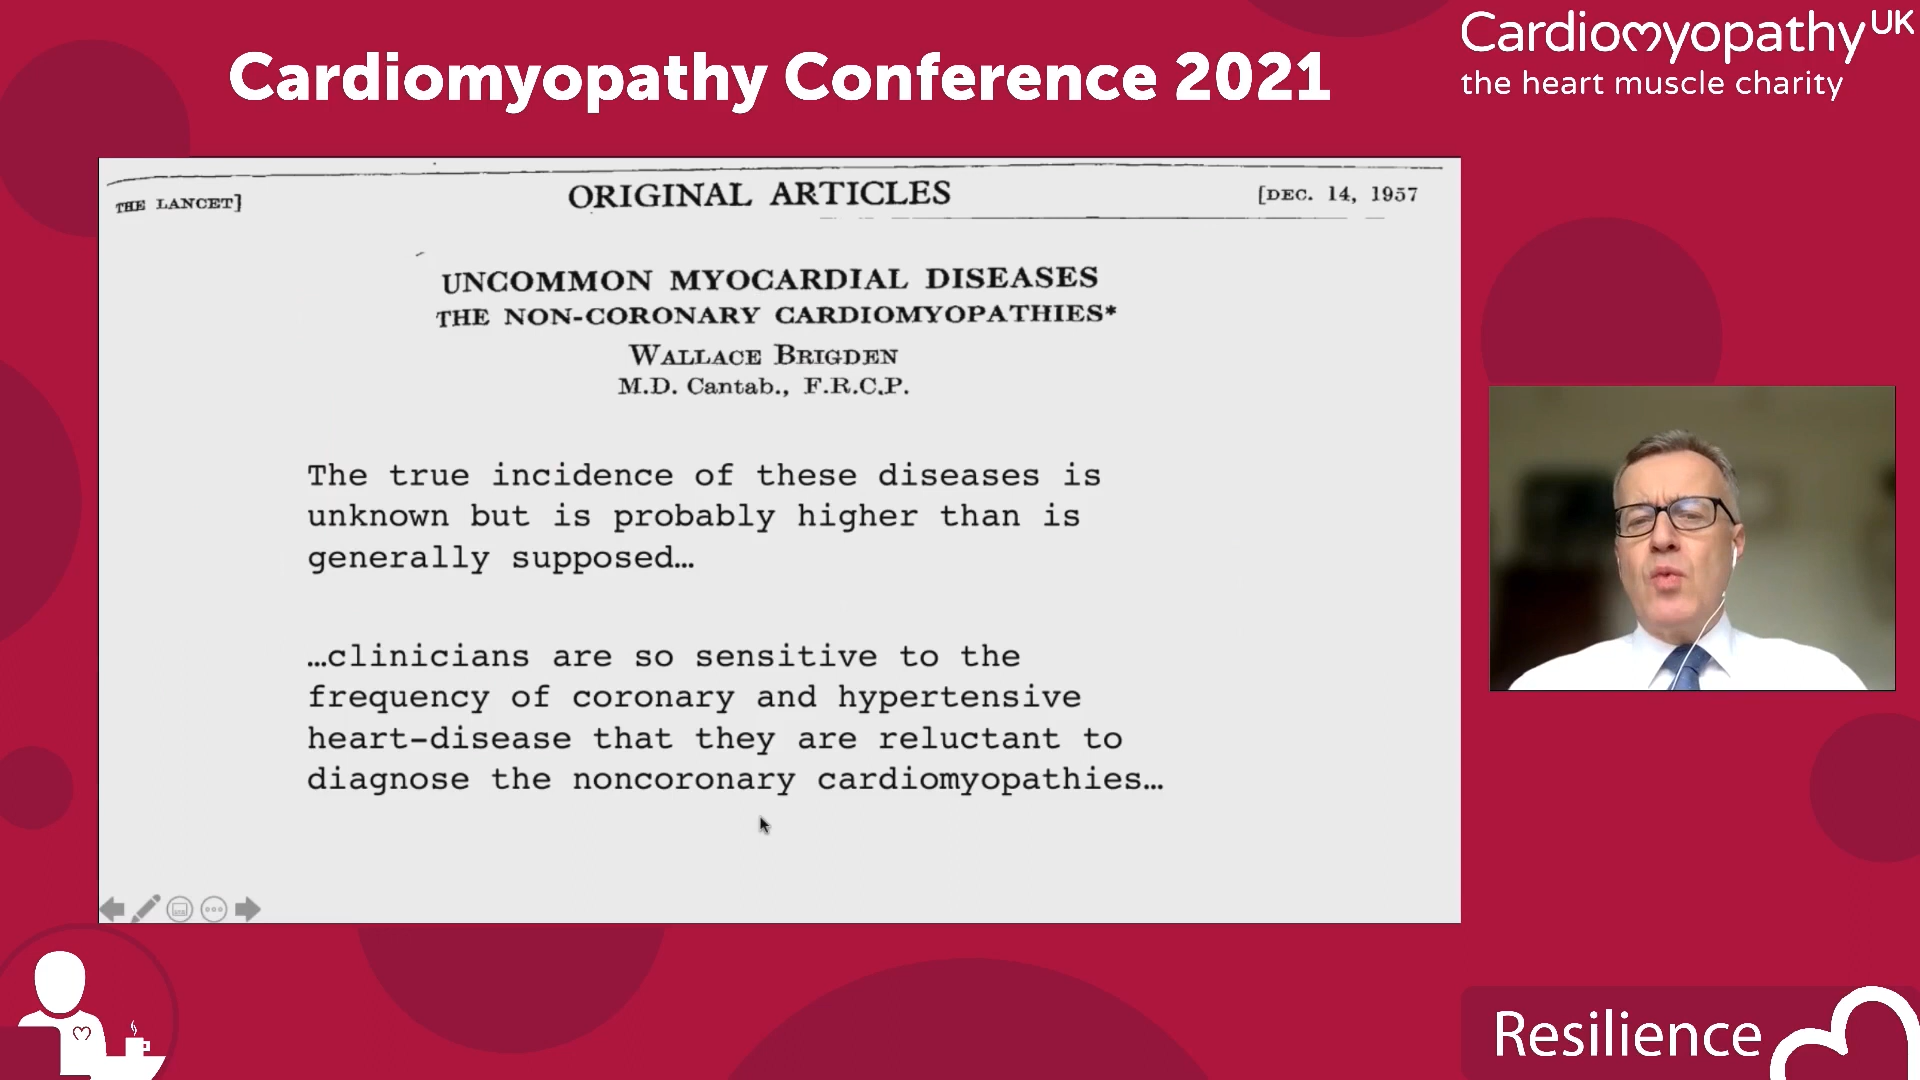 Cardiomyopathy Conference 2021
Cardiomyopathy UK
the heart muscle charity
THE LANCET]
ORIGINAL ARTICLES
[DEC. 14, 1957
UNCOMMON MYOCARDIAL DISEASES
THE NON-CORONARY CARDIOMYOPATHIES*
WALLACE BRIGDEN
M.D. Cantab., F.R.C.P.
The true incidence of these diseases is
unknown but is probably higher than is
generally supposed…
…clinicians are so sensitive to the
frequency of coronary and hypertensive
heart-disease that they are reluctant to
diagnose the noncoronary cardiomyopathies…
Resilience